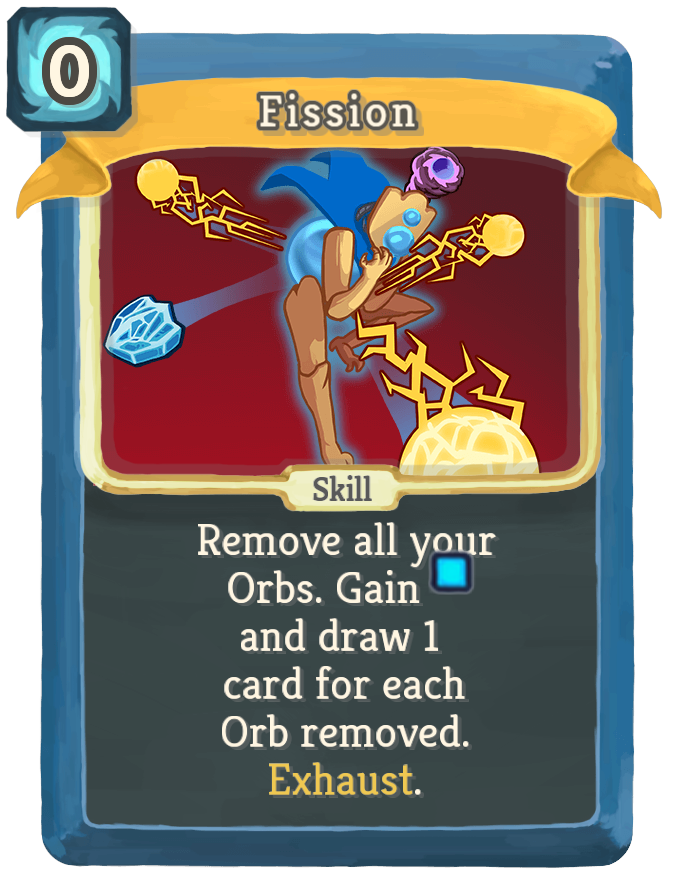 0
Fission
Skill
Remove all your
Orbs. Gain
and draw 1
card for each
Orb removed.
Exhaust.